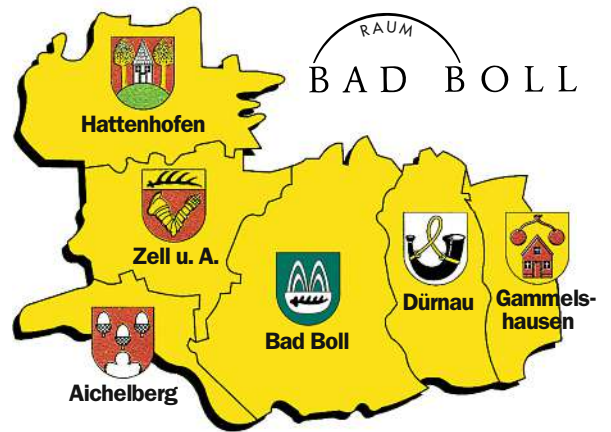 RAUM
BAD BOLL
Hattenhofen
Zell u. A.
Bad Boll
Dürnau
Gammels-
hausen
Aichelberg